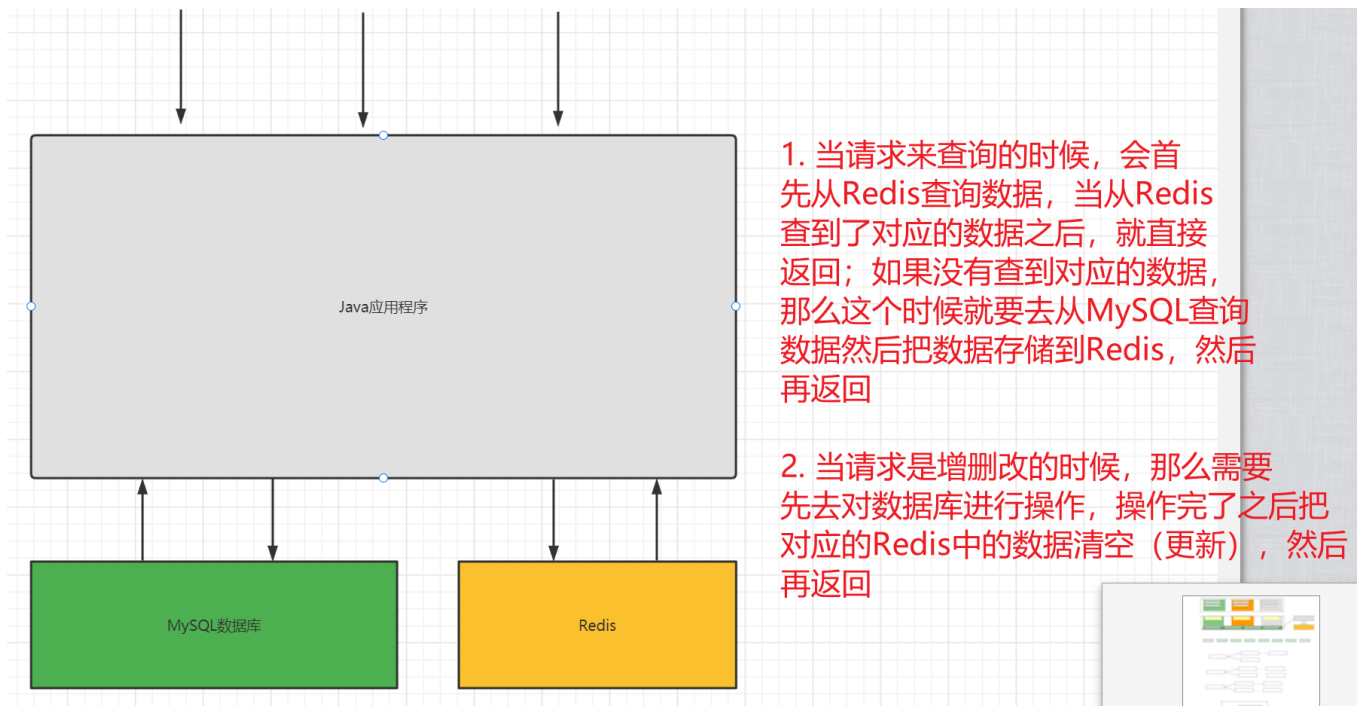 Java应用程序
MySQL数据库
Redis
1. 当请求来查询的时候，会首
先从Redis查询数据，当从Redis
查到了对应的数据之后，就直接
返回；如果没有查到对应的数据，
那么这个时候就要去从MySQL查询
数据然后把数据存储到Redis，然后
再返回
2. 当请求是增删改的时候，那么需要
先去对数据库进行操作，操作完了之后把
对应的Redis中的数据清空（更新），然后
再返回